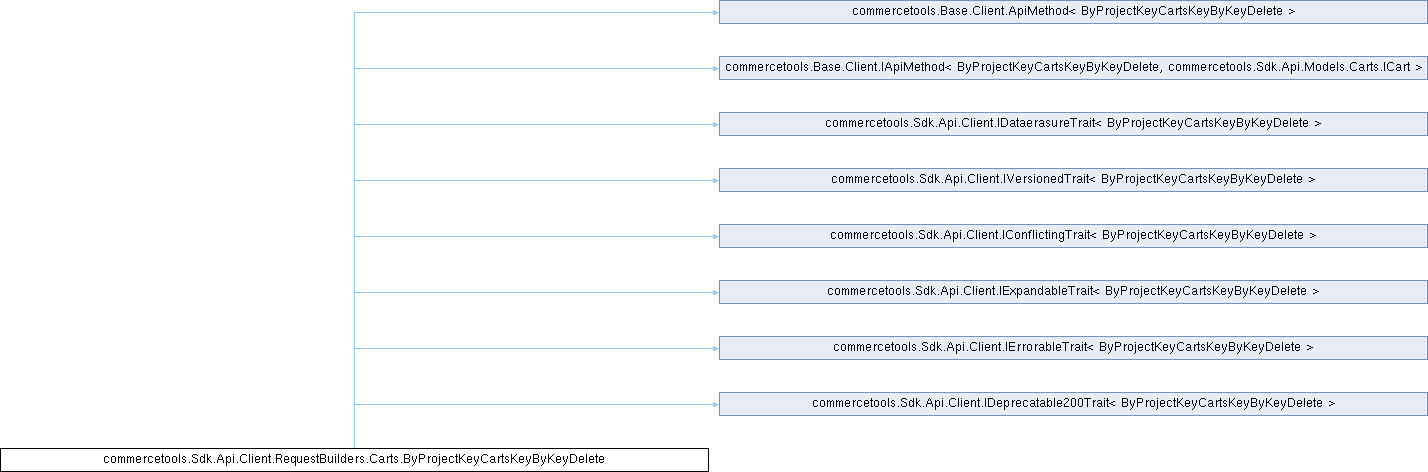 commercetools.Base.Client.ApiMethod< ByProjectKeyCartsKeyByKeyDelete >
commercetools.Base.Client.IApiMethod< ByProjectKeyCartsKeyByKeyDelete, commercetools.Sdk.Api.Models.Carts.ICart >
commercetools.Sdk.Api.Client.IDataerasureTrait< ByProjectKeyCartsKeyByKeyDelete >
commercetools.Sdk.Api.Client.IVersionedTrait< ByProjectKeyCartsKeyByKeyDelete >
commercetools.Sdk.Api.Client.IConflictingTrait< ByProjectKeyCartsKeyByKeyDelete >
commercetools.Sdk.Api.Client.IExpandableTrait< ByProjectKeyCartsKeyByKeyDelete >
commercetools.Sdk.Api.Client.IErrorableTrait< ByProjectKeyCartsKeyByKeyDelete >
commercetools.Sdk.Api.Client.IDeprecatable200Trait< ByProjectKeyCartsKeyByKeyDelete >
commercetools.Sdk.Api.Client.RequestBuilders.Carts.ByProjectKeyCartsKeyByKeyDelete